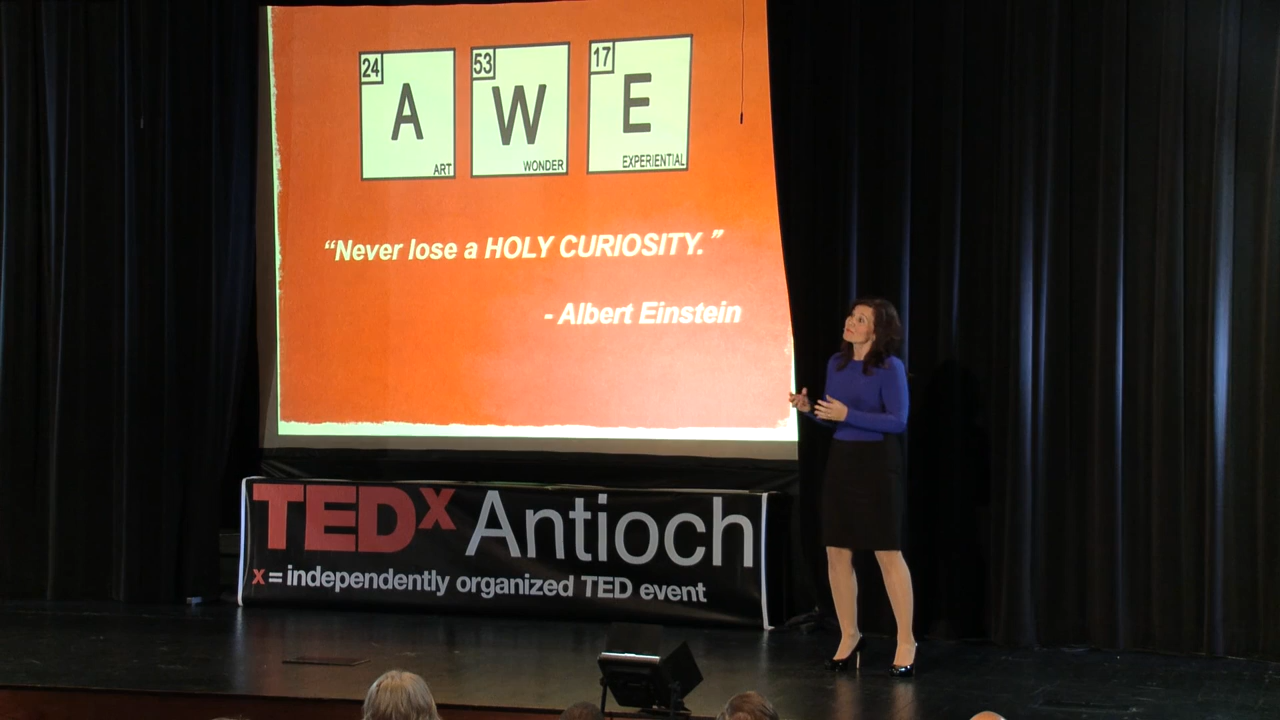 24 53 17
A W E
ART WONDER EXPERIENTIAL
“Never lose a HOLY CURIOSITY.”
- Albert Einstein
TEDx Antioch
x = independently organized TED event